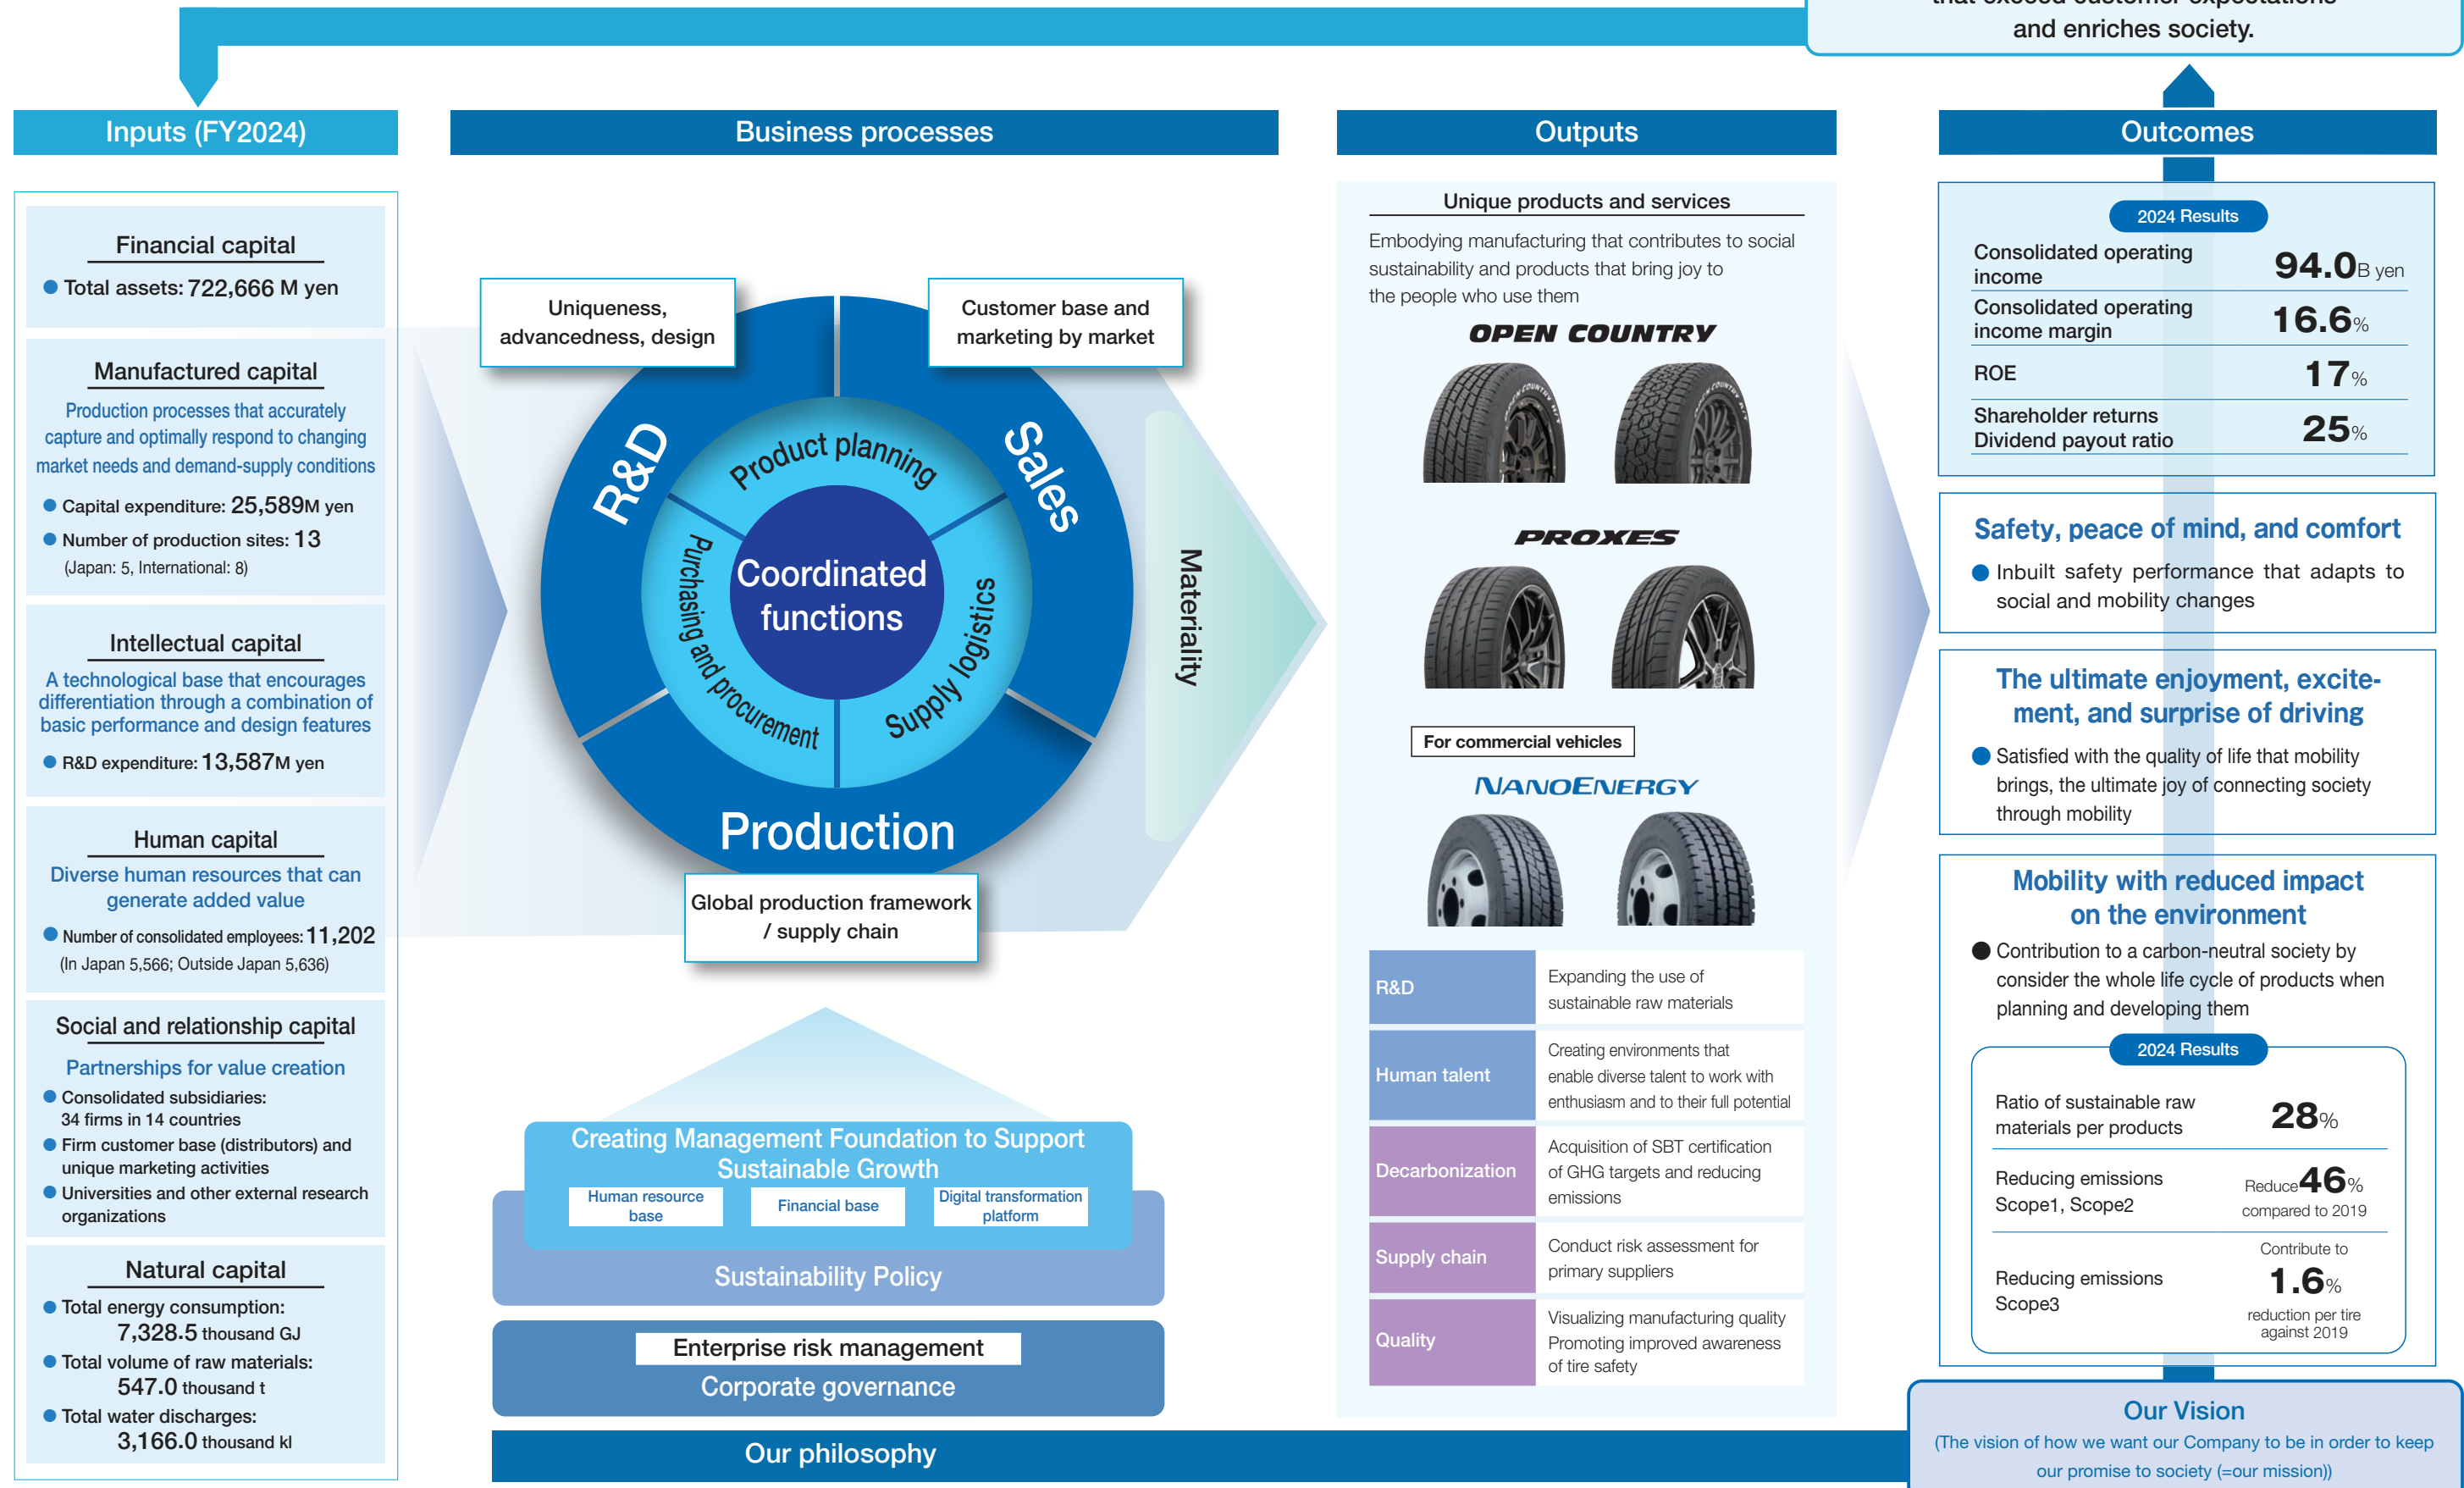 that exceed customer expectations
and enriches society.
Inputs (FY2024)
Financial capital
Total assets: 722,666 M yen
Manufactured capital
Production processes that accurately
capture and optimally respond to changing
market needs and demand-supply conditions
Capital expenditure: 25,589M yen
Number of production sites: 13
(Japan: 5, International: 8)
Intellectual capital
A technological base that encourages
differentiation through a combination of
basic performance and design features
R&D expenditure: 13,587M yen
Human capital
Diverse human resources that can
generate added value
Number of consolidated employees: 11,202
(In Japan 5,566; Outside Japan 5,636)
Social and relationship capital
Partnerships for value creation
Consolidated subsidiaries:
34 firms in 14 countries
Firm customer base (distributors) and
unique marketing activities
Universities and other external research
organizations
Natural capital
Total energy consumption:
7,328.5 thousand GJ
Total volume of raw materials:
547.0 thousand t
Total water discharges:
3,166.0 thousand kl
Business processes
Uniqueness,
advancedness, design
Customer base and
marketing by market
R&D
Sales
Product planning
Purchasing and procurement
Supply logistics
Coordinated
functions
Production
Global production framework
/ supply chain
Materiality
Creating Management Foundation to Support
Sustainable Growth
Human resource
base
Financial base
Digital transformation
platform
Sustainability Policy
Enterprise risk management
Corporate governance
Our philosophy
Outputs
Unique products and services
Embodying manufacturing that contributes to social
sustainability and products that bring joy to
the people who use them
OPEN COUNTRY
PROXES
For commercial vehicles
NANOENERGY
R&D
Expanding the use of
sustainable raw materials
Human talent
Creating environments that
enable diverse talent to work with
enthusiasm and to their full potential
Decarbonization
Acquisition of SBT certification
of GHG targets and reducing
emissions
Supply chain
Conduct risk assessment for
primary suppliers
Quality
Visualizing manufacturing quality
Promoting improved awareness
of tire safety
Outcomes
2024 Results
Consolidated operating
income
94.0B yen
Consolidated operating
income margin
16.6%
ROE
17%
Shareholder returns
Dividend payout ratio
25%
Safety, peace of mind, and comfort
Inbuilt safety performance that adapts to
social and mobility changes
The ultimate enjoyment, excite-
ment, and surprise of driving
Satisfied with the quality of life that mobility
brings, the ultimate joy of connecting society
through mobility
Mobility with reduced impact
on the environment
Contribution to a carbon-neutral society by
consider the whole life cycle of products when
planning and developing them
2024 Results
Ratio of sustainable raw
materials per products
28%
Reducing emissions
Scope1, Scope2
Reduce46%
compared to 2019
Reducing emissions
Scope3
Contribute to
1.6%
reduction per tire
against 2019
Our Vision
(The vision of how we want our Company to be in order to keep
our promise to society (=our mission))